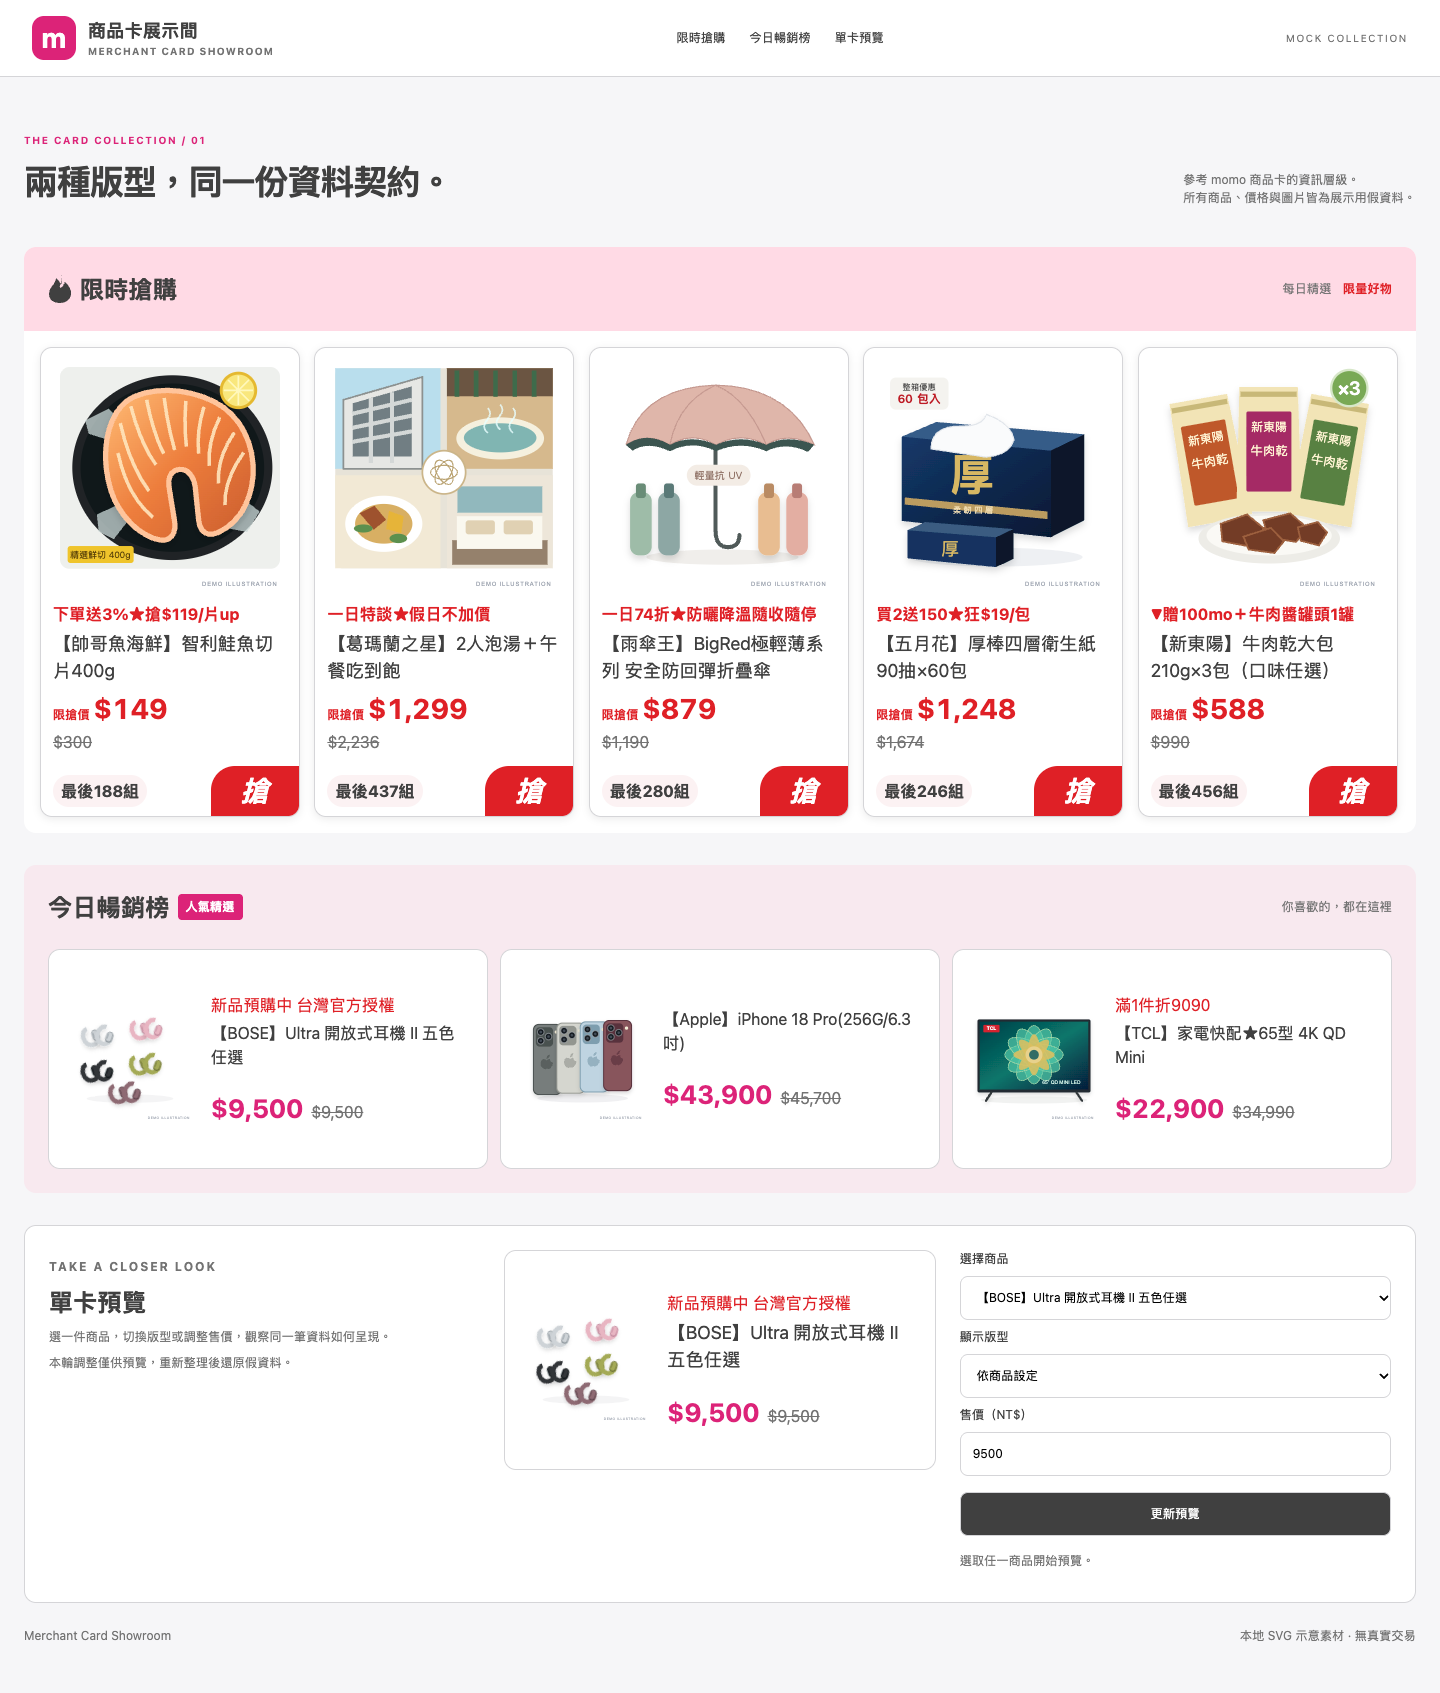 m
商品卡展示間
MERCHANT CARD SHOWROOM
限時搶購
今日暢銷榜
單卡預覽
MOCK COLLECTION
THE CARD COLLECTION / 01
兩種版型，同一份資料契約。
參考 momo 商品卡的資訊層級。
所有商品、價格與圖片皆為展示用假資料。
限時搶購
每日精選 限量好物
精選鮮切 400g
DEMO ILLUSTRATION
下單送3%★搶$119/片up
【帥哥魚海鮮】智利鮭魚切
片400g
限搶價 $149
$300
最後188組
搶
DEMO ILLUSTRATION
一日特談★假日不加價
【葛瑪蘭之星】2人泡湯＋午
餐吃到飽
限搶價 $1,299
$2,236
最後437組
搶
輕量抗 UV
DEMO ILLUSTRATION
一日74折★防曬降溫隨收隨停
【雨傘王】BigRed極輕薄系
列 安全防回彈折疊傘
限搶價 $879
$1,190
最後280組
搶
整箱優惠
60 包入
厚
柔韌四層
厚
DEMO ILLUSTRATION
買2送150★狂$19/包
【五月花】厚棒四層衛生紙
90抽×60包
限搶價 $1,248
$1,674
最後246組
搶
×3
新東陽
牛肉乾
新東陽
牛肉乾
新東陽
牛肉乾
DEMO ILLUSTRATION
▼贈100mo＋牛肉醬罐頭1罐
【新東陽】牛肉乾大包
210g×3包（口味任選）
限搶價 $588
$990
最後456組
搶
今日暢銷榜 人氣精選
你喜歡的，都在這裡
DEMO ILLUSTRATION
新品預購中 台灣官方授權
【BOSE】Ultra 開放式耳機 II 五色
任選
$9,500 $9,500
DEMO ILLUSTRATION
【Apple】iPhone 18 Pro(256G/6.3
吋)
$43,900 $45,700
TCL
65" QD MINI LED
DEMO ILLUSTRATION
滿1件折9090
【TCL】家電快配★65型 4K QD
Mini
$22,900 $34,990
TAKE A CLOSER LOOK
單卡預覽
選一件商品，切換版型或調整售價，觀察同一筆資料如何呈現。
本輪調整僅供預覽，重新整理後還原假資料。
DEMO ILLUSTRATION
新品預購中 台灣官方授權
【BOSE】Ultra 開放式耳機 II
五色任選
$9,500 $9,500
選擇商品
【BOSE】Ultra 開放式耳機 II 五色任選
顯示版型
依商品設定
售價（NT$）
9500
更新預覽
選取任一商品開始預覽。
Merchant Card Showroom
本地 SVG 示意素材 · 無真實交易